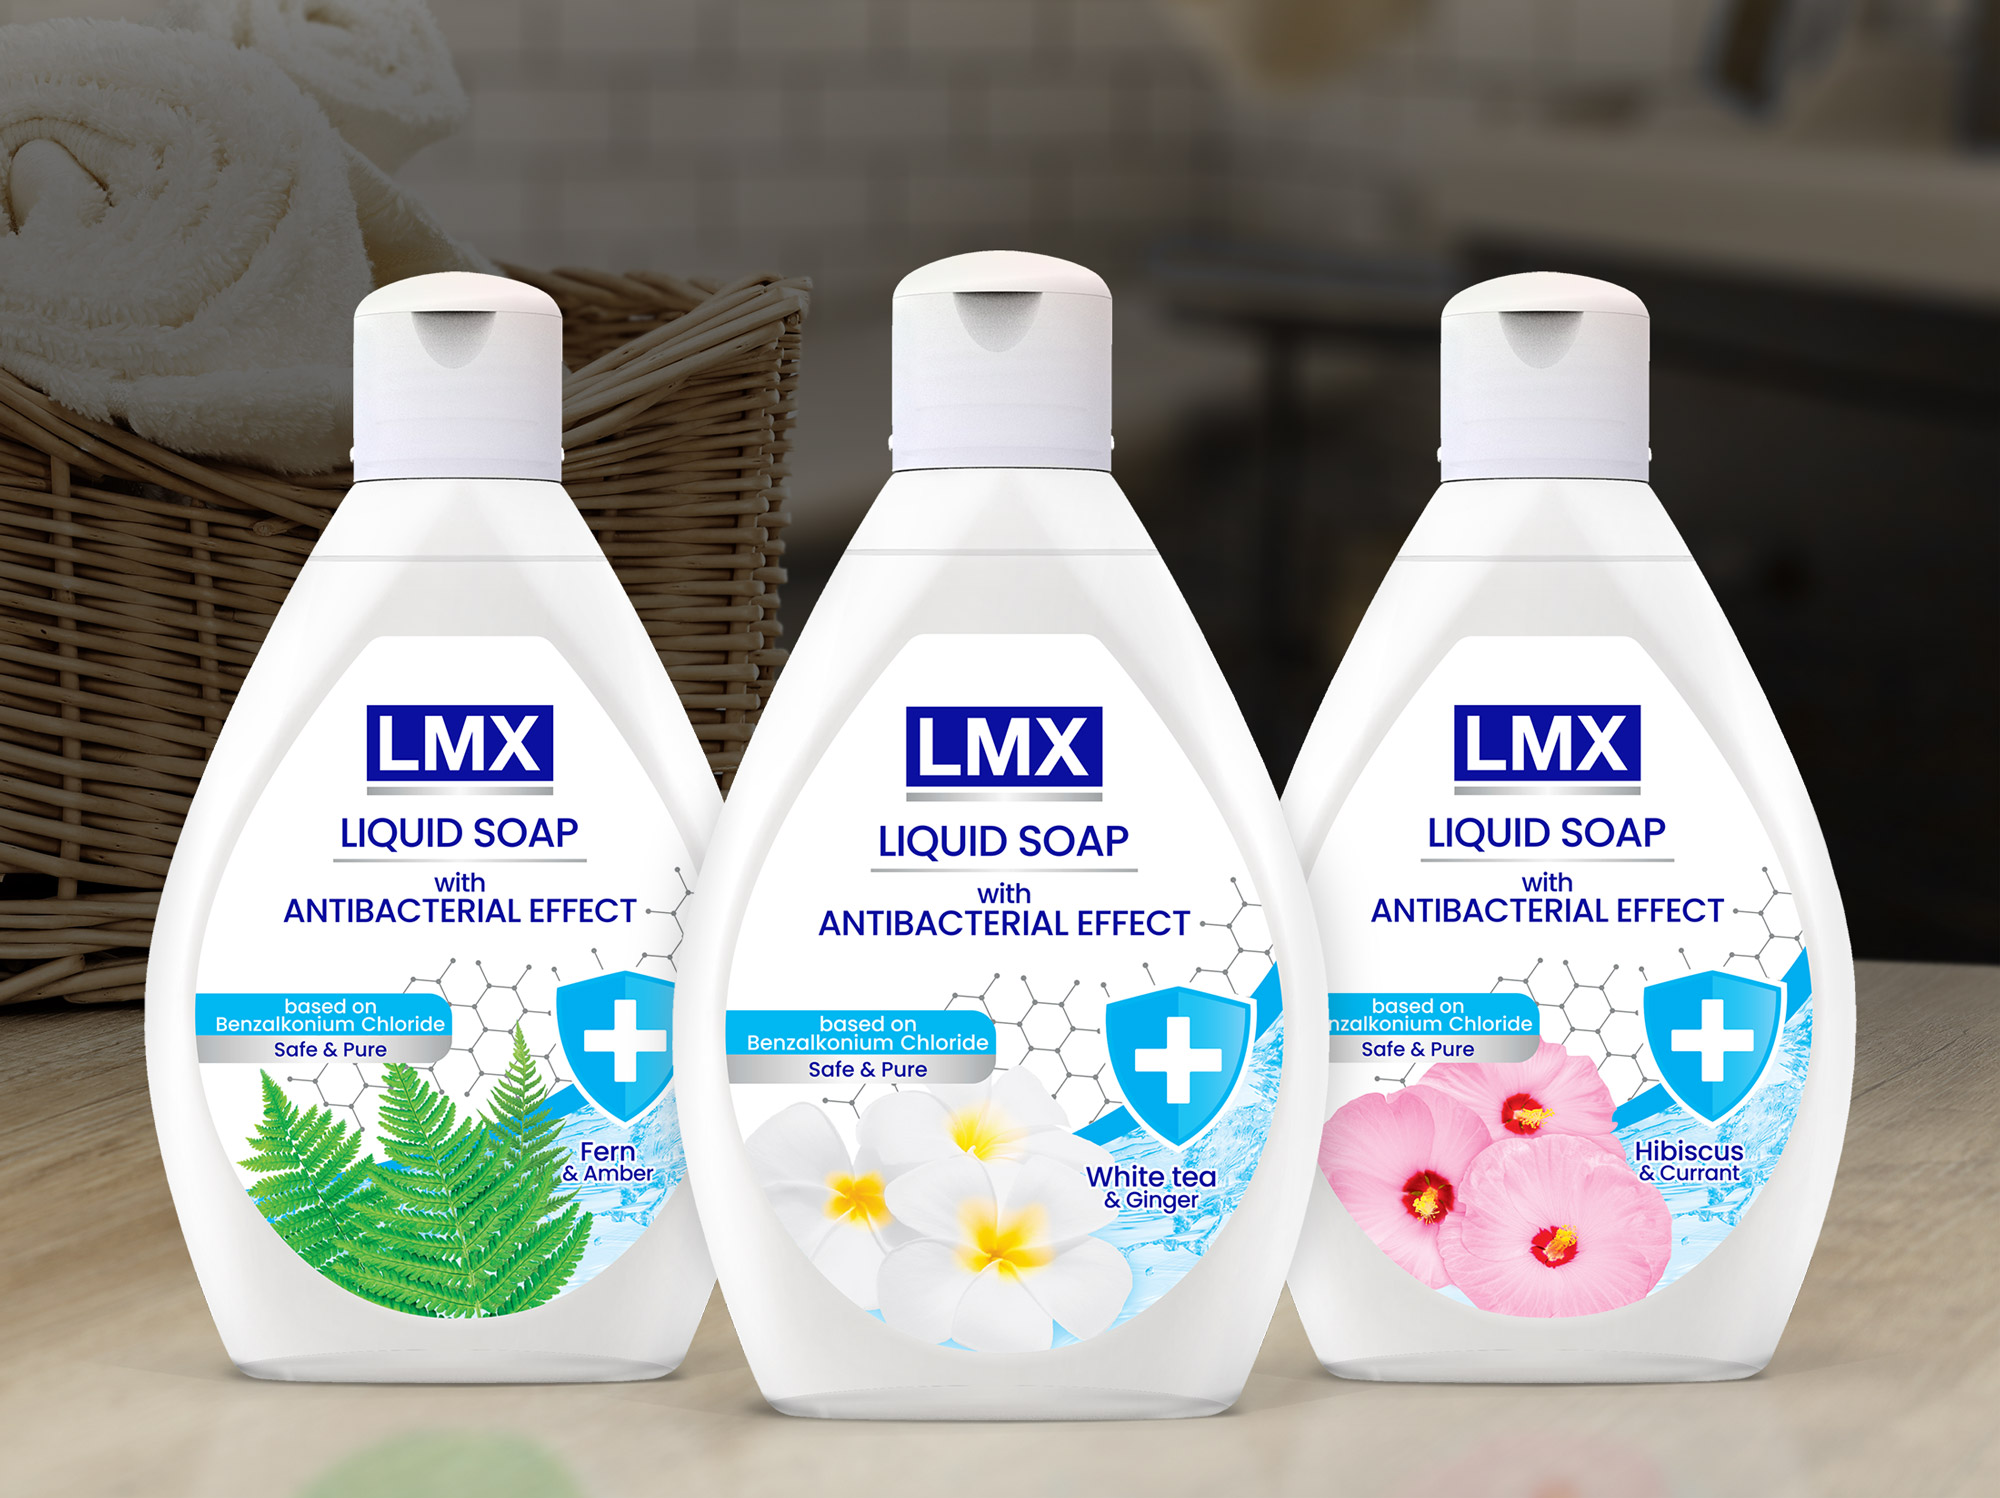 LMX
LIQUID SOAP
with
ANTIBACTERIAL EFFECT
based on
Benzalkonium Chloride
Safe & Pure
Fern
& Amber
LMX
LIQUID SOAP
with
ANTIBACTERIAL EFFECT
based on
Benzalkonium Chloride
Safe & Pure
White tea
& Ginger
LMX
LIQUID SOAP
with
ANTIBACTERIAL EFFECT
based on
nzalkonium Chloride
Safe & Pure
Hibiscus
& Currant